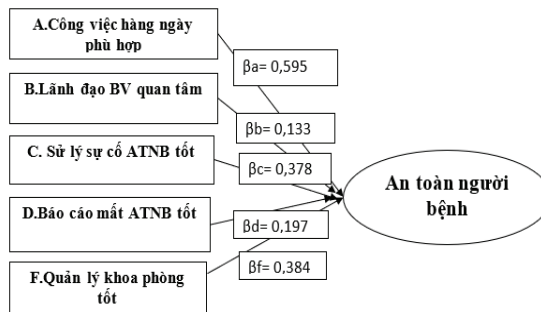 A.Công việc hàng ngày
phù hợp
βa= 0,595
B.Lãnh đạo BV quan tâm
βb= 0,133
C. Sử lý sự cố ATNB tốt
βc= 0,378
An toàn người
bệnh
D.Báo cáo mất ATNB tốt
βd= 0,197
βf= 0,384
F.Quản lý khoa phòng
tốt